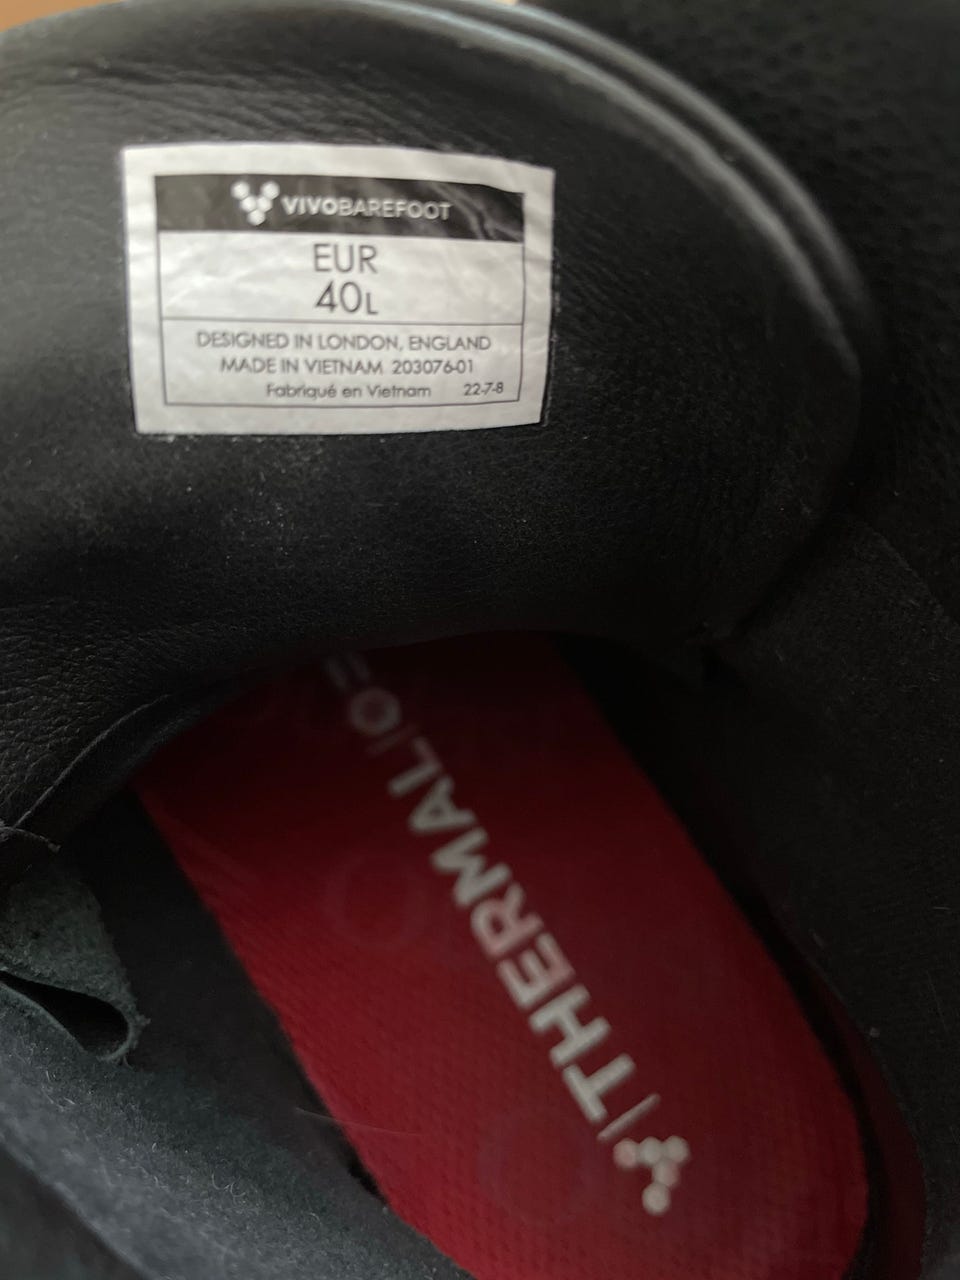 VIVOBAREFOOT
EUR
40L
DESIGNED IN LONDON, ENGLAND
MADE IN VIETNAM 203076-01
Fabriqué en Vietnam 22-7-8
THERMAL